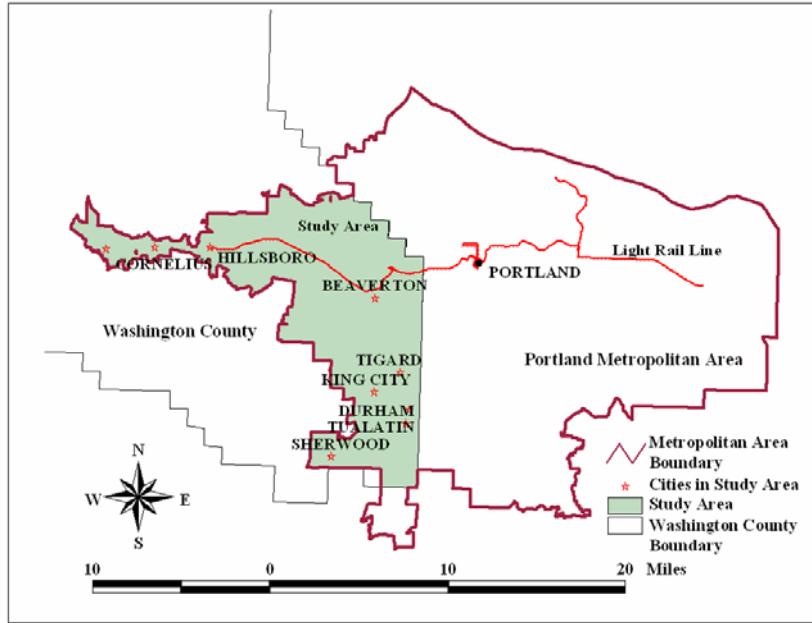 Study Area
CORNELIUS
HILLSBORO
Light Rail Line
PORTLAND
BEAVERTON
Washington County
TIGARD
Portland Metropolitan Area
KING CITY
DURHAM
TUALATIN
SHERWOOD
N
W
E
S
Metropolitan Area
Boundary
Cities in Study Area
Study Area
Washington County
Boundary
10
0
10
20
Miles